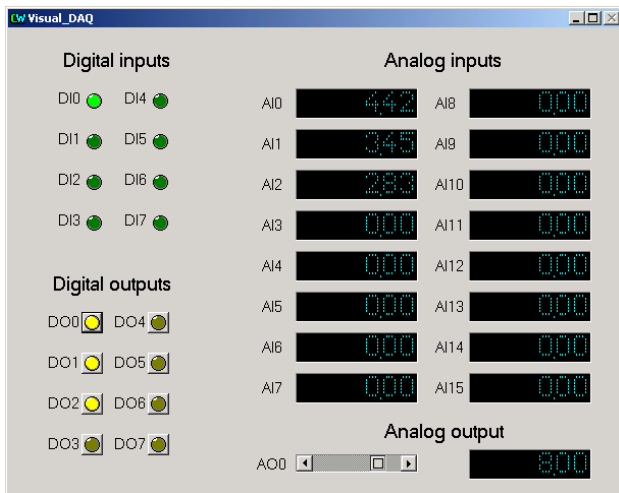 CW Visual_DAQ
Digital inputs
Analog inputs
DI0 DI4
DI1 DI5
DI2 DI6
DI3 DI7
AI0 4,42 AI8 0,00
AI1 3,45 AI9 0,00
AI2 2,83 AI10 0,00
AI3 0,00 AI11 0,00
AI4 0,00 AI12 0,00
AI5 0,00 AI13 0,00
AI6 0,00 AI14 0,00
AI7 0,00 AI15 0,00
Digital outputs
DO0 DO4
DO1 DO5
DO2 DO6
DO3 DO7
Analog output
AO0 8,00